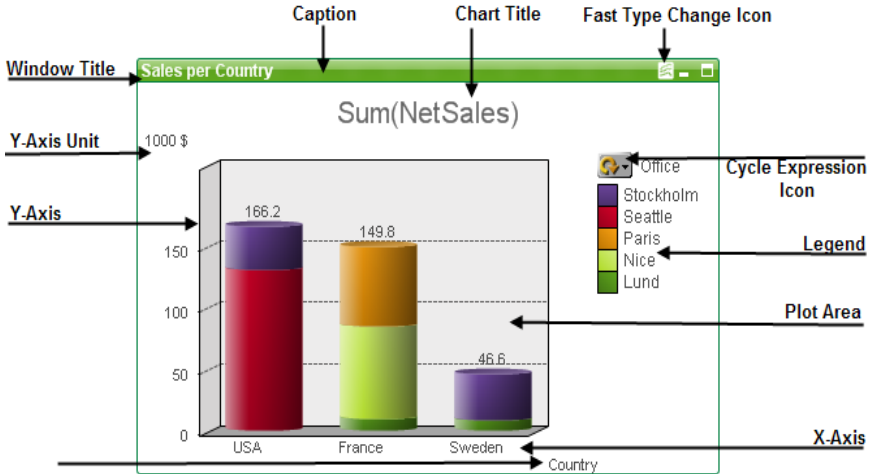 Caption
Chart Title
Fast Type Change Icon
Window Title
Sales per Country
Sum(NetSales)
Y-Axis Unit
1000 $
Office
Cycle Expression
Icon
Stockholm
Seattle
Paris
Nice
Lund
Y-Axis
166.2
149.8
46.6
Legend
150
100
50
0
Plot Area
USA
France
Sweden
X-Axis
Country